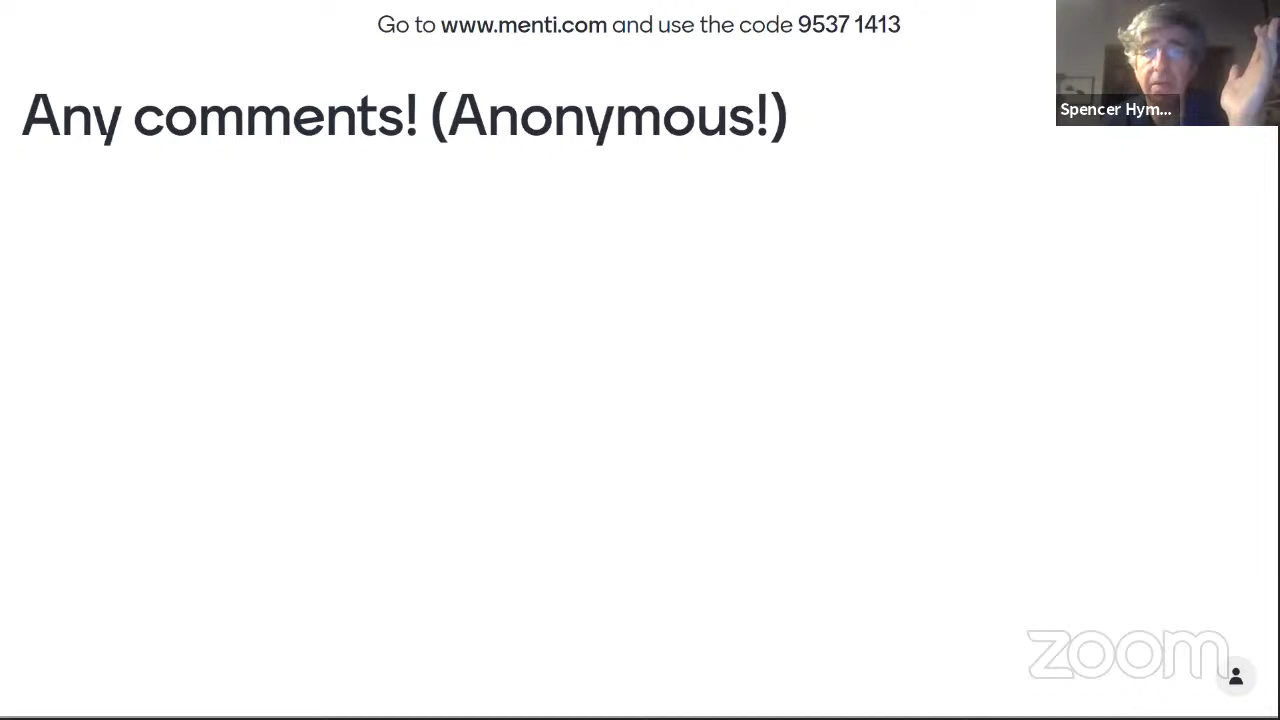 Go to www.menti.com and use the code 9537 1413
Any comments! (Anonymous!)
Spencer Hym...
zoom